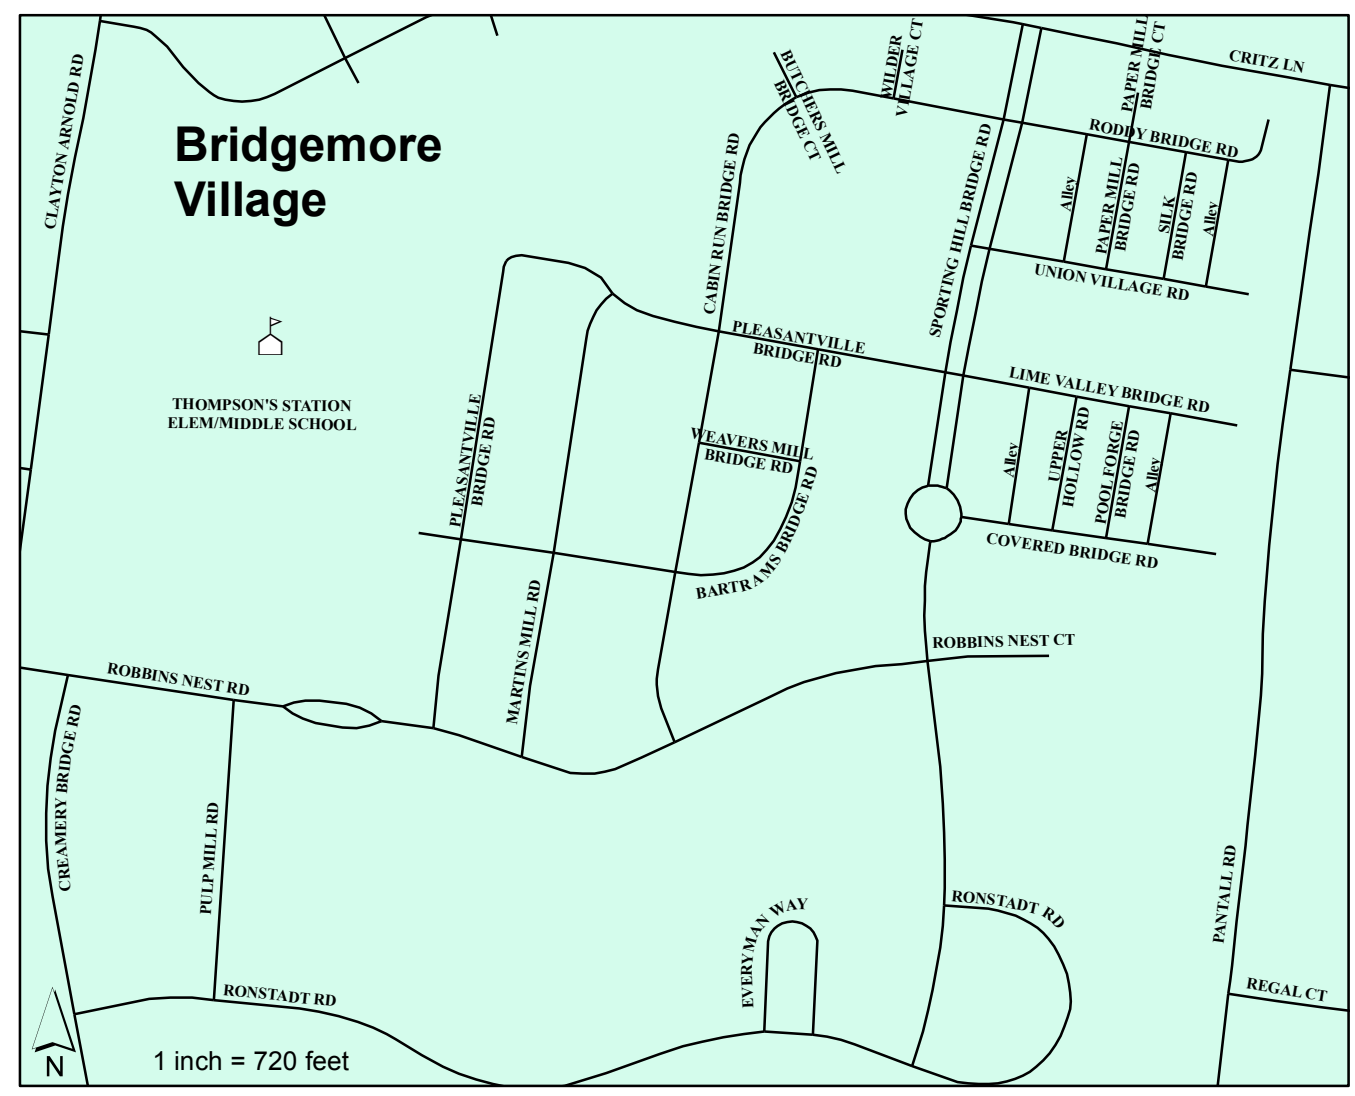 PAPER MILL
BRIDGE CT
WILDER
VILLAGE CT
CRITZ LN
BUTCHERS MILL
BRIDGE CT
CLAYTON ARNOLD RD
Bridgemore
Village
RODDY BRIDGE RD
CABIN RUN BRIDGE RD
SPORTING HILL BRIDGE RD
Alley
PAPER MILL
BRIDGE RD
SILK
BRIDGE RD
Alley
UNION VILLAGE RD
PLEASANTVILLE
BRIDGE RD
LIME VALLEY BRIDGE RD
THOMPSON'S STATION
ELEM/MIDDLE SCHOOL
PLEASANTVILLE
BRIDGE RD
WEAVERS MILL
BRIDGE RD
Alley
UPPER
HOLLOW RD
POOL FORGE
BRIDGE RD
Alley
BARTRAMS BRIDGE RD
COVERED BRIDGE RD
MARTINS MILL RD
ROBBINS NEST CT
ROBBINS NEST RD
CREAMERY BRIDGE RD
PULP MILL RD
PANTALL RD
EVERYMAN WAY
RONSTADT RD
RONSTADT RD
REGAL CT
N
1 inch = 720 feet